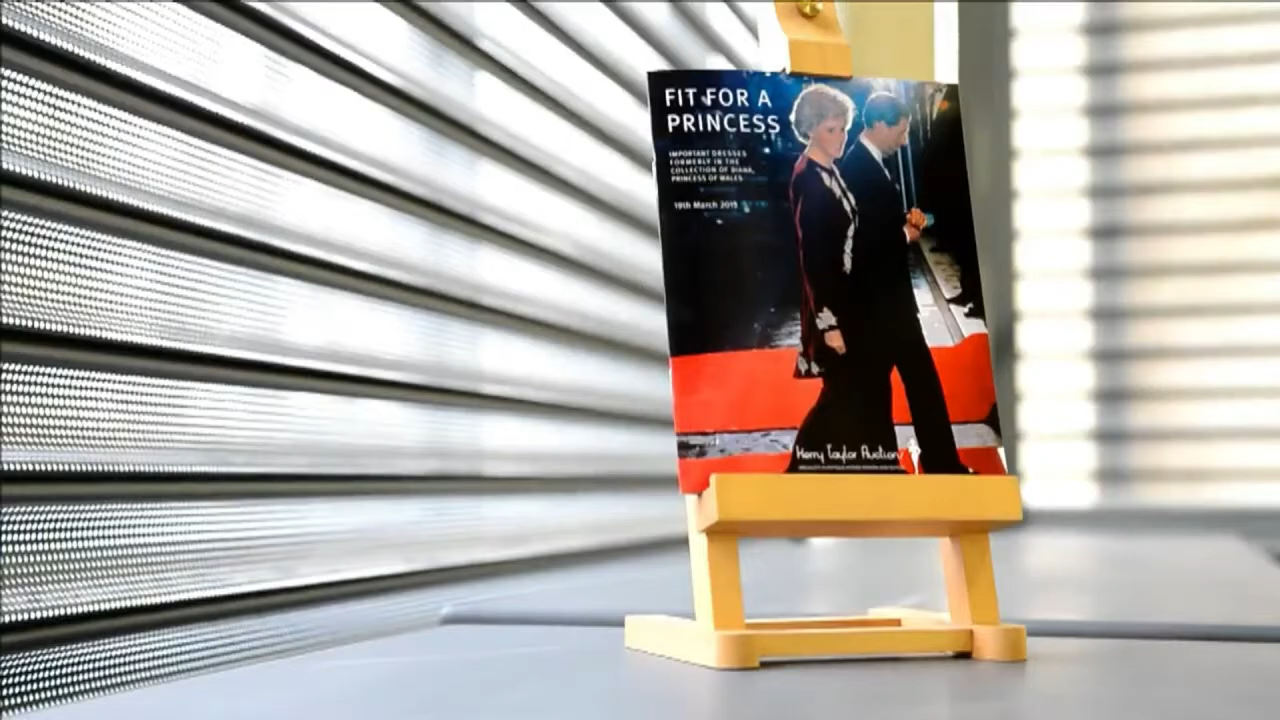 FIT FOR A
PRINCESS
IMPORTANT DRESSES
FORMERLY IN THE
COLLECTION OF DIANA,
PRINCESS OF WALES
19th March 2013
Kerry Taylor Auctions